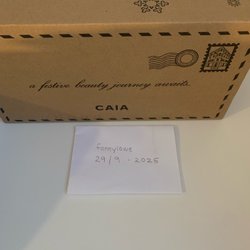 a festive beauty journey awaits.
CAIA
fannylowe
29/9 - 2025